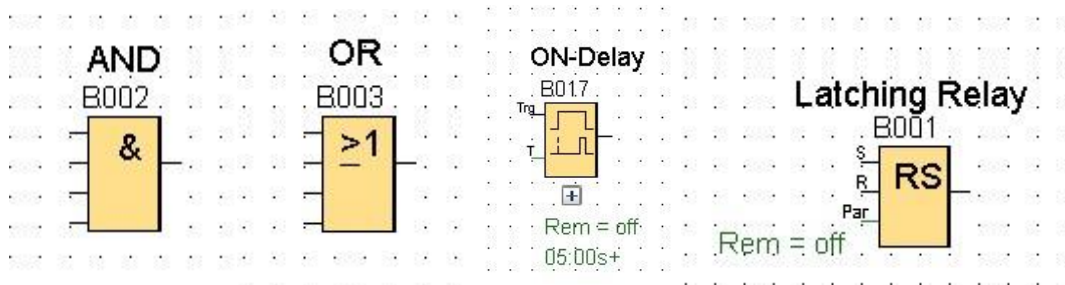 AND
B002
&
OR
B003
≥1
ON-Delay
B017
Trg
T
+
Rem = off
05:00s+
Latching Relay
B001
S
R
Par
RS
Rem = off